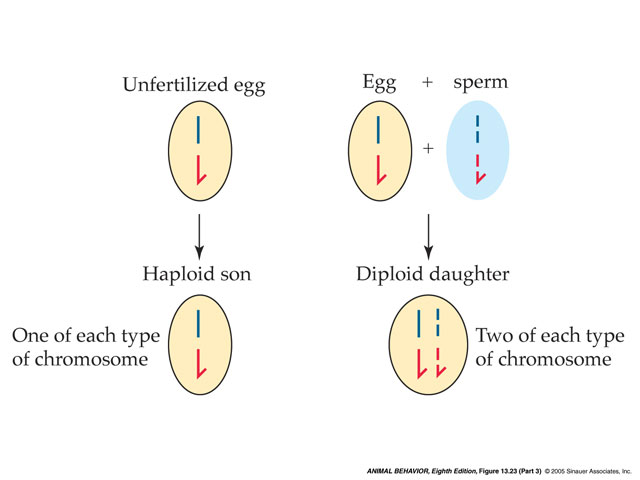 Unfertilized egg
Egg + sperm
+
Haploid son
Diploid daughter
One of each type
of chromosome
Two of each type
of chromosome
ANIMAL BEHAVIOR, Eighth Edition, Figure 13.23 (Part 3) © 2005 Sinauer Associates, Inc.